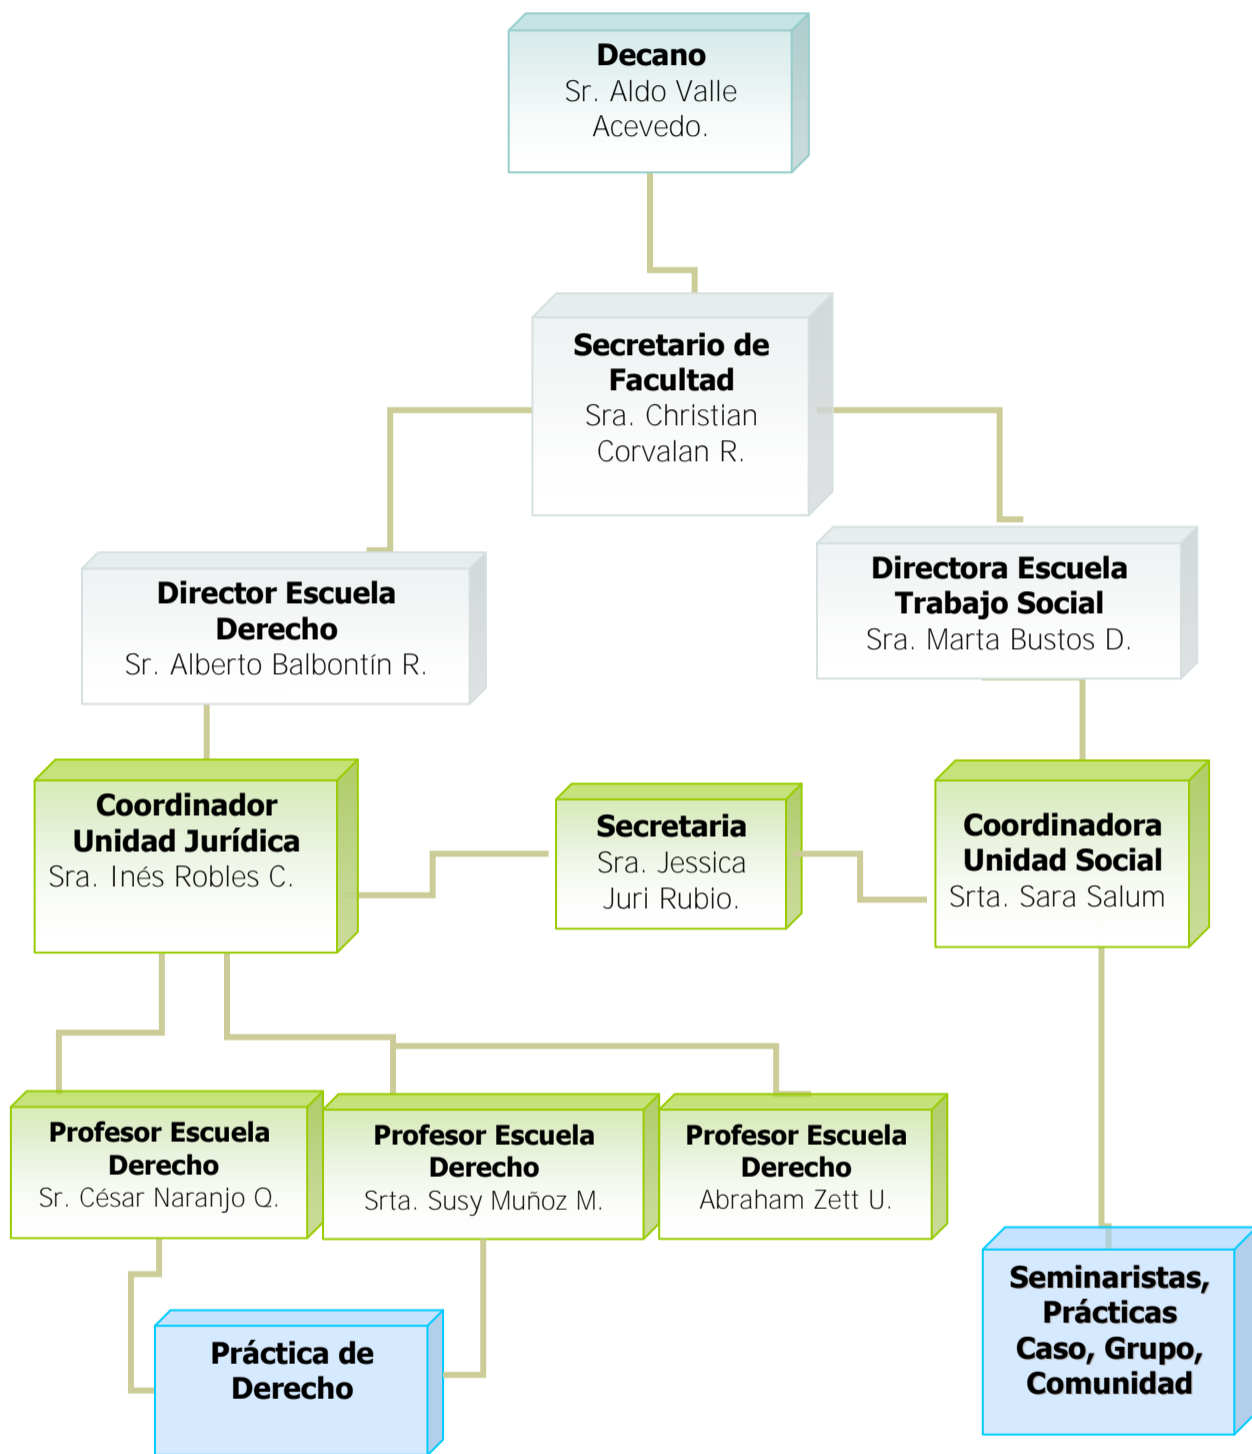 Decano
Sr. Aldo Valle
Acevedo.
Secretario de
Facultad
Sra. Christian
Corvalan R.
Director Escuela
Derecho
Sr. Alberto Balbontín R.
Directora Escuela
Trabajo Social
Sra. Marta Bustos D.
Coordinador
Unidad Jurídica
Sra. Inés Robles C.
Secretaria
Sra. Jessica
Juri Rubio.
Coordinadora
Unidad Social
Srta. Sara Salum
Profesor Escuela
Derecho
Sr. César Naranjo Q.
Profesor Escuela
Derecho
Srta. Susy Muñoz M.
Profesor Escuela
Derecho
Abraham Zett U.
Práctica de
Derecho
Seminaristas,
Prácticas
Caso, Grupo,
Comunidad